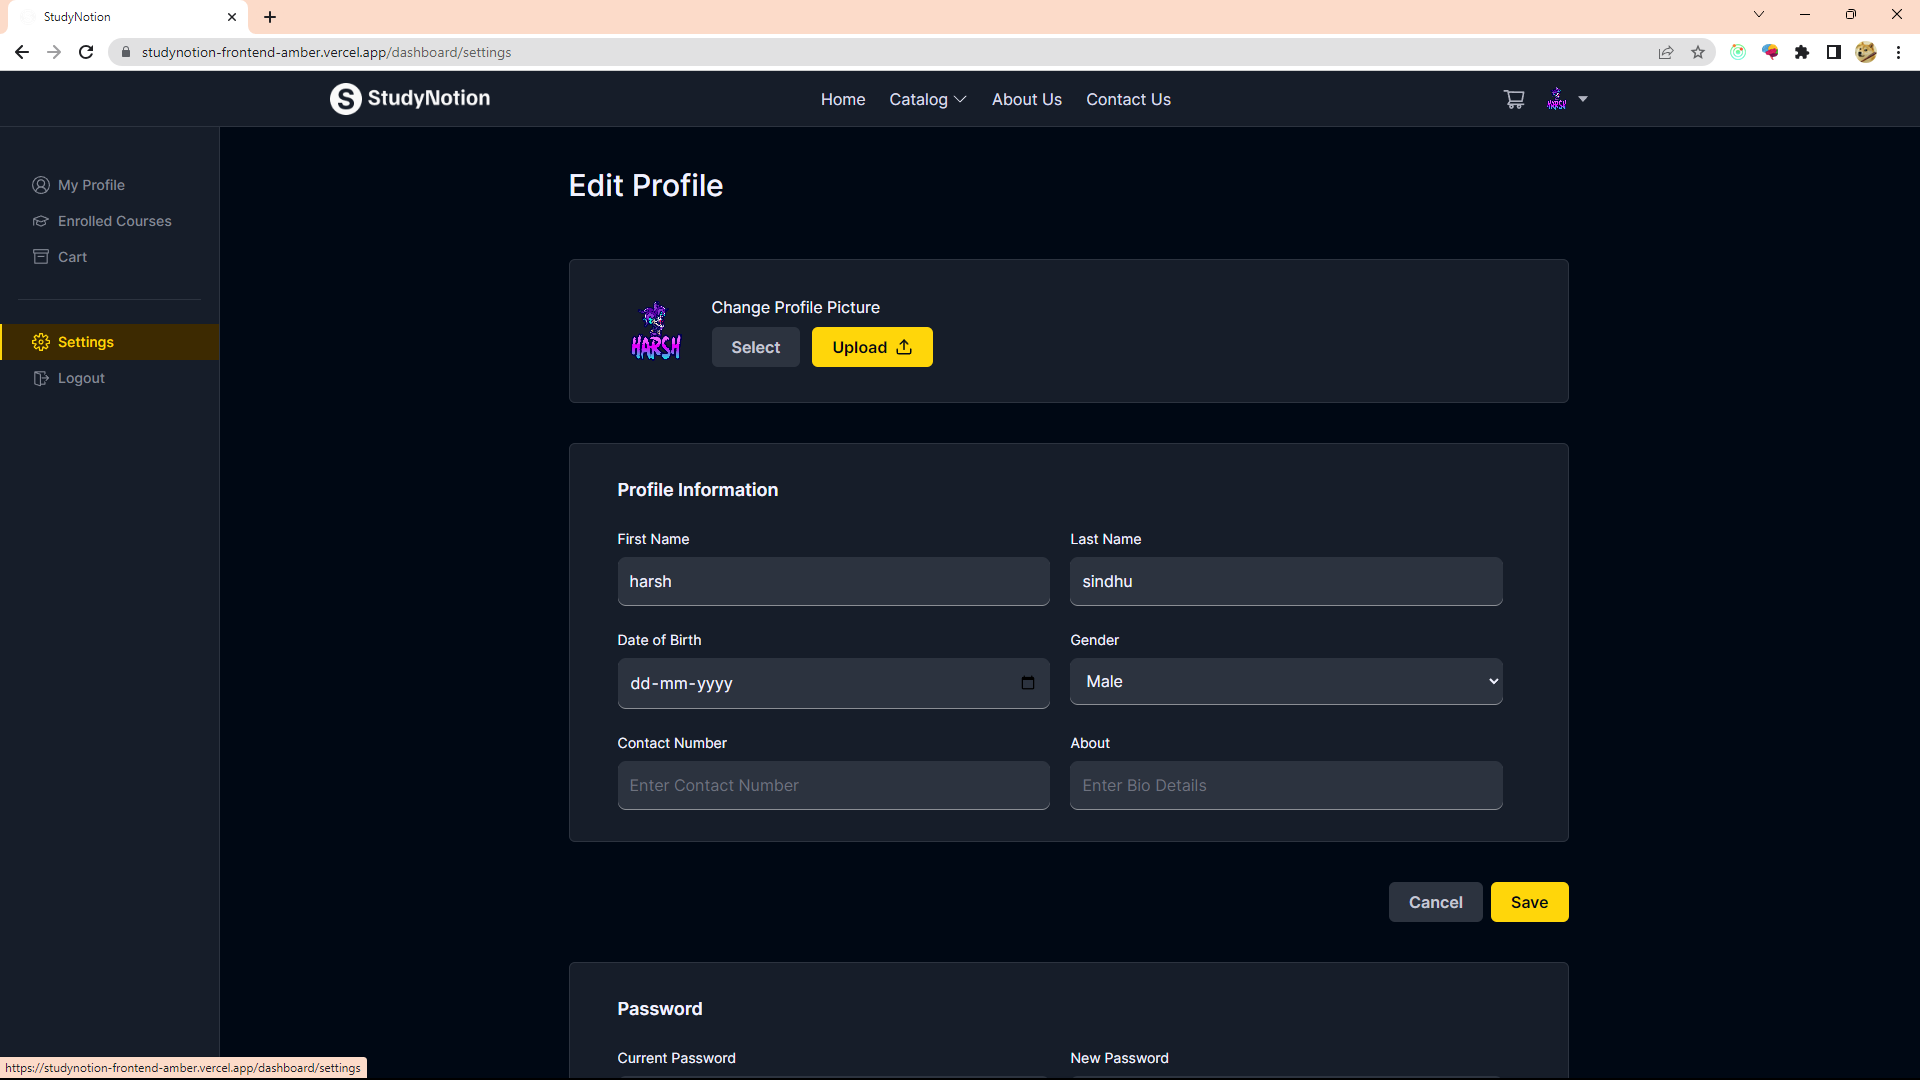 StudyNotion
studynotion-frontend-amber.vercel.app/dashboard/settings
S StudyNotion
Home Catalog About Us Contact Us
HARSH
My Profile
Enrolled Courses
Cart
Settings
Logout
Edit Profile
HARSH
Change Profile Picture
Select Upload
Profile Information
First Name Last Name
harsh sindhu
Date of Birth Gender
dd-mm-yyyy Male
Contact Number About
Enter Contact Number Enter Bio Details
Cancel Save
Password
Current Password New Password
https://studynotion-frontend-amber.vercel.app/dashboard/settings